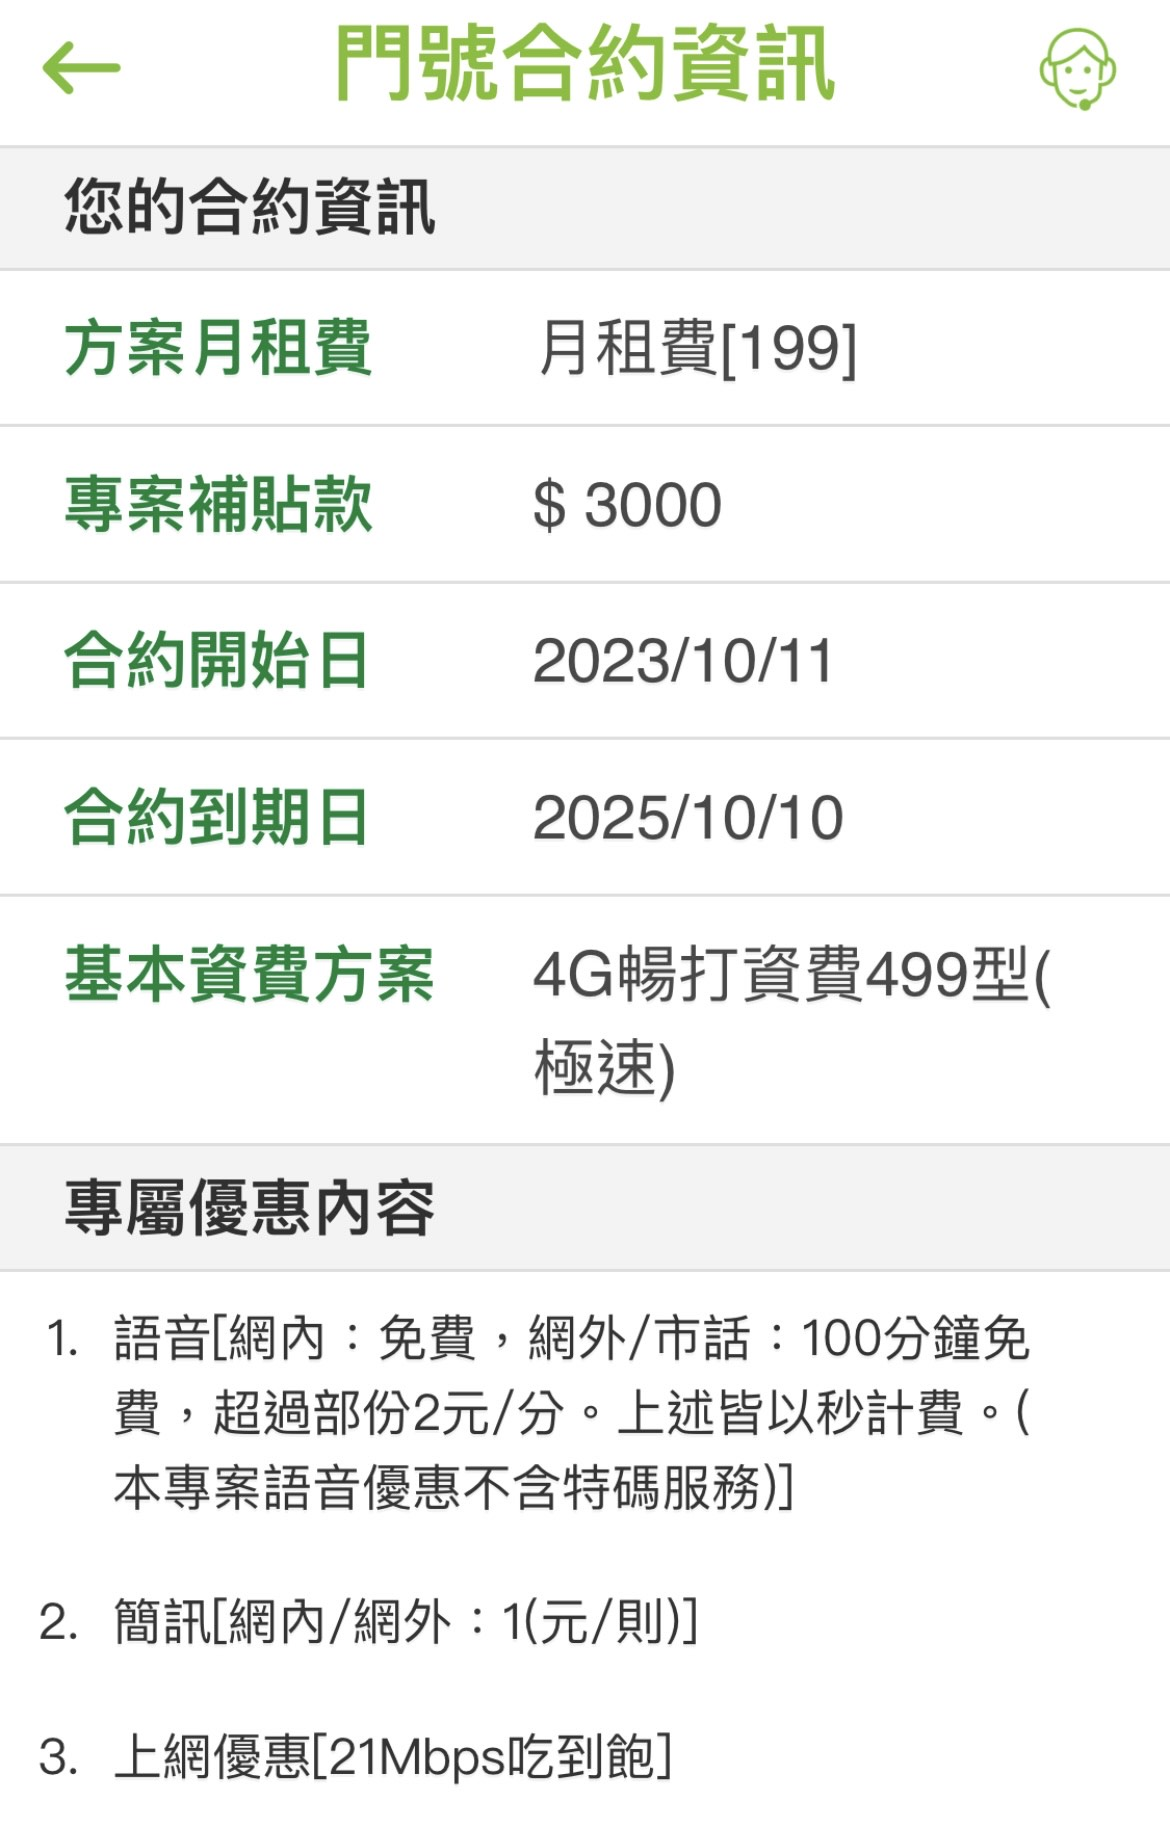 門號合約資訊
您的合約資訊
方案月租費 月租費[199]
專案補貼款 $ 3000
合約開始日 2023/10/11
合約到期日 2025/10/10
基本資費方案 4G暢打資費499型(
極速)
專屬優惠內容
1. 語音[網內：免費，網外/市話：100分鐘免
費，超過部份2元/分。上述皆以秒計費。(
本專案語音優惠不含特碼服務)]
2. 簡訊[網內/網外：1(元/則)]
3. 上網優惠[21Mbps吃到飽]